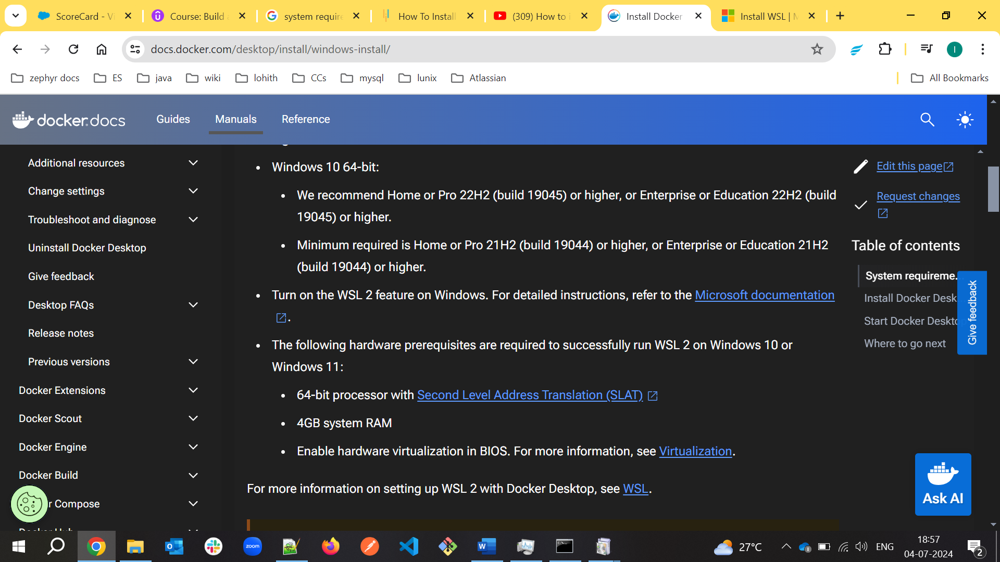 ScoreCard - Vi
Course: Build a
system require
How To Install
(309) How to i
Install Docker
Install WSL | M
docs.docker.com/desktop/install/windows-install/
I
zephyr docs
ES
java
wiki
lohith
CCs
mysql
lunix
Atlassian
All Bookmarks
docker.docs
Guides
Manuals
Reference
Additional resources
Change settings
Troubleshoot and diagnose
Uninstall Docker Desktop
Give feedback
Desktop FAQs
Release notes
Previous versions
Docker Extensions
Docker Scout
Docker Engine
Docker Build
r Compose
Docker Hub
• Windows 10 64-bit:
• We recommend Home or Pro 22H2 (build 19045) or higher, or Enterprise or Education 22H2 (build
19045) or higher.
• Minimum required is Home or Pro 21H2 (build 19044) or higher, or Enterprise or Education 21H2
(build 19044) or higher.
• Turn on the WSL 2 feature on Windows. For detailed instructions, refer to the Microsoft documentation
.
• The following hardware prerequisites are required to successfully run WSL 2 on Windows 10 or
Windows 11:
• 64-bit processor with Second Level Address Translation (SLAT)
• 4GB system RAM
• Enable hardware virtualization in BIOS. For more information, see Virtualization.
For more information on setting up WSL 2 with Docker Desktop, see WSL.
Edit this page
Request changes
Table of contents
System requireme...
Install Docker Desk
Start Docker Deskto
Where to go next
Give feedback
Ask AI
zoom
27°C
ENG
18:57
04-07-2024
2